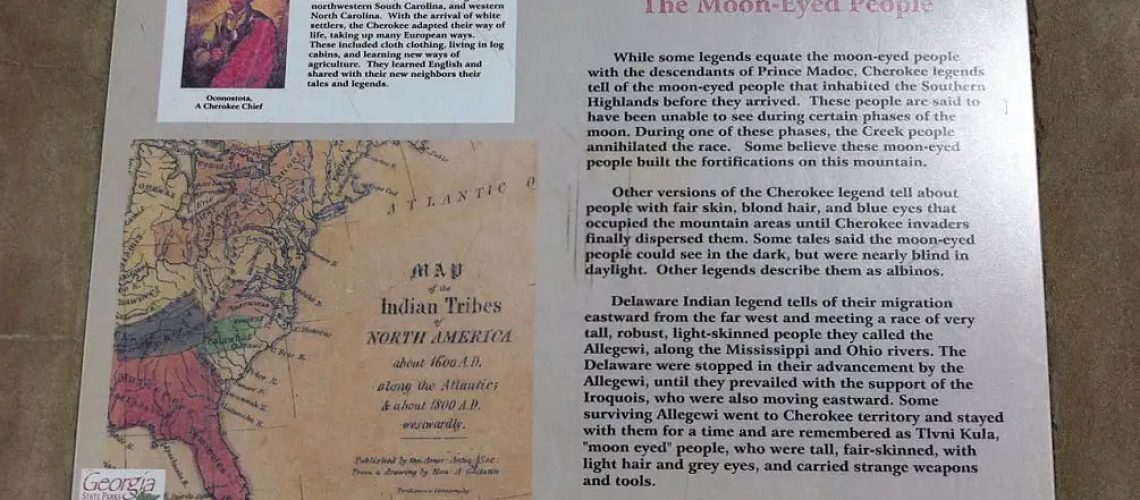 northwestern South Carolina, and western
North Carolina. With the arrival of white
settlers, the Cherokee adapted their way of
life, taking up many European ways.
These included cloth clothing, living in log
cabins, and learning new ways of
agriculture. They learned English and
shared with their new neighbors their
tales and legends.
Oconostota,
A Cherokee Chief
ATLANTIC O
MAP
of the
Indian Tribes
of
NORTH AMERICA
about 1600 A.D.
along the Atlantic
& about 1800 A.D.
westwardly.
Published by the Amer: Antiq: Soc:
From a drawing by Hon: A. Gallatin
Georgia
STATE PARKS
The Moon-Eyed People
While some legends equate the moon-eyed people
with the descendants of Prince Madoc, Cherokee legends
tell of the moon-eyed people that inhabited the Southern
Highlands before they arrived. These people are said to
have been unable to see during certain phases of the
moon. During one of these phases, the Creek people
annihilated the race. Some believe these moon-eyed
people built the fortifications on this mountain.
Other versions of the Cherokee legend tell about
people with fair skin, blond hair, and blue eyes that
occupied the mountain areas until Cherokee invaders
finally dispersed them. Some tales said the moon-eyed
people could see in the dark, but were nearly blind in
daylight. Other legends describe them as albinos.
Delaware Indian legend tells of their migration
eastward from the far west and meeting a race of very
tall, robust, light-skinned people they called the
Allegewi, along the Mississippi and Ohio rivers. The
Delaware were stopped in their advancement by the
Allegewi, until they prevailed with the support of the
Iroquois, who were also moving eastward. Some
surviving Allegewi went to Cherokee territory and stayed
with them for a time and are remembered as Tlvni Kula,
"moon eyed" people, who were tall, fair-skinned, with
light hair and grey eyes, and carried strange weapons
and tools.